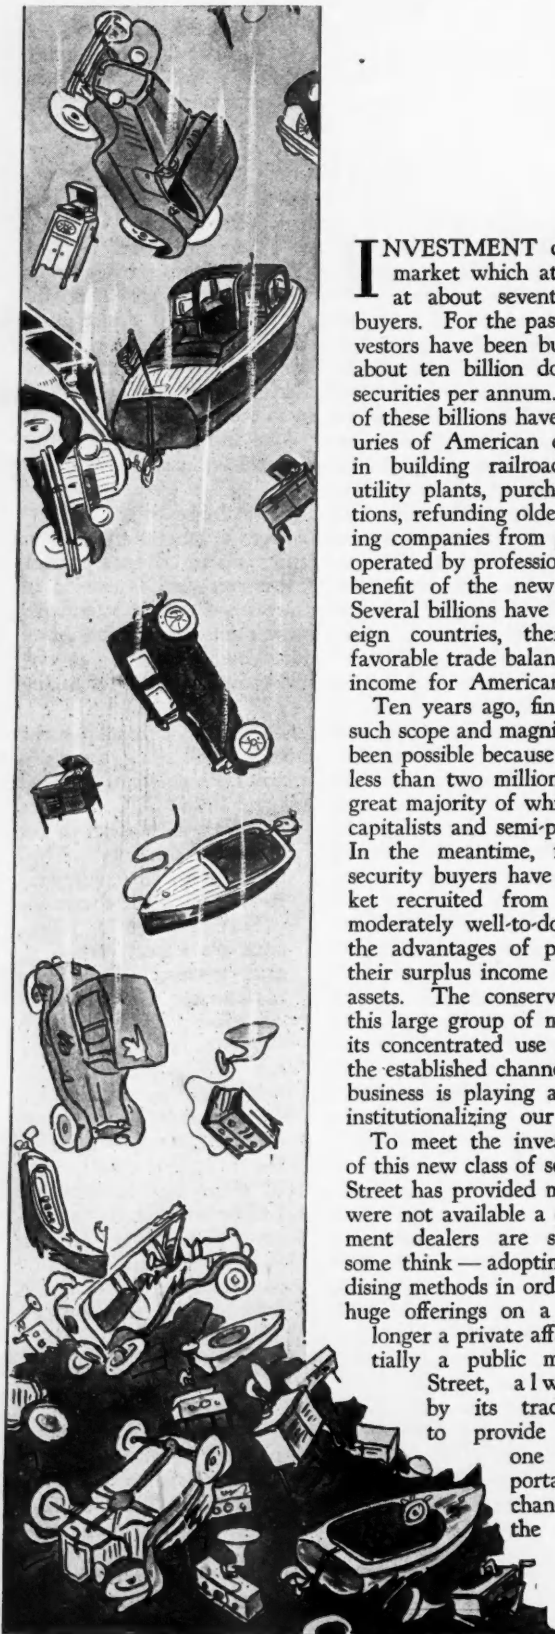 INVESTMENT
market which at
at about sevent
buyers. For the pas
vestors have been bu
about ten billion do
securities per annum.
of these billions have
uries of American
in building railroad
utility plants, purch
tions, refunding olde
ing companies from
operated by professio
benefit of the new
Several billions have
eign countries, the
favorable trade balan
income for American
Ten years ago, fin
such scope and magni
been possible because
less than two million
great majority of whi
capitalists and semi-p
In the meantime,
security buyers have
ket recruited from
moderately well-to-do
the advantages of p
their surplus income
assets. The conserv
this large group of m
its concentrated use
the established channe
business is playing a
institutionalizing our
To meet the inve
of this new class of se
Street has provided m
were not available a
ment dealers are s
some think — adoptin
dising methods in ord
huge offerings on a
longer a private aff
tially a public m
Street, alw
by its trad
to provide
one
porta
chan
the